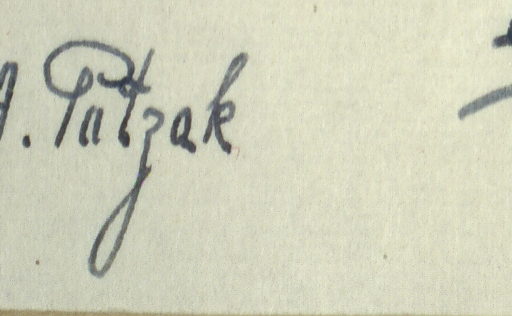 . Patzak